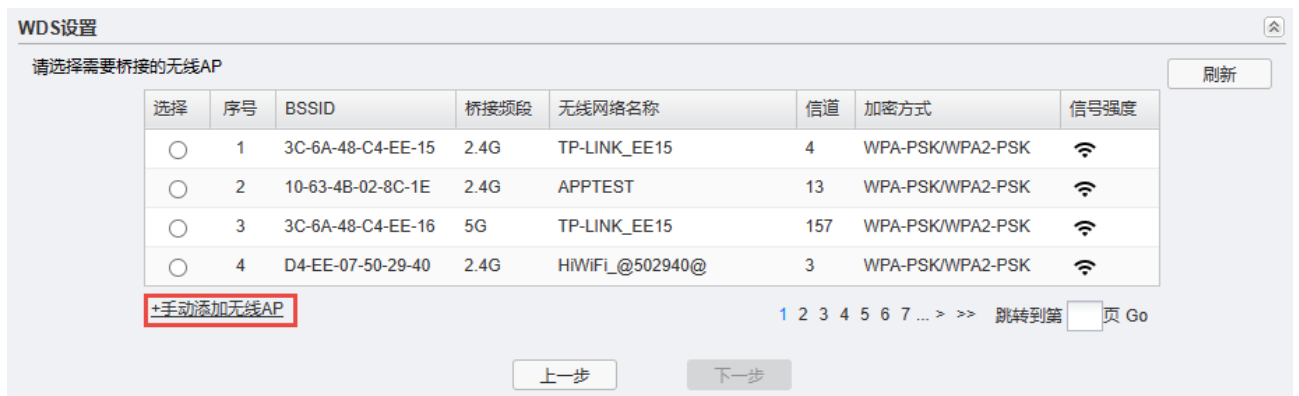 WDS设置
请选择需要桥接的无线AP
刷新
选择 序号 BSSID 桥接频段 无线网络名称 信道 加密方式 信号强度
1 3C-6A-48-C4-EE-15 2.4G TP-LINK_EE15 4 WPA-PSK/WPA2-PSK
2 10-63-4B-02-8C-1E 2.4G APPTEST 13 WPA-PSK/WPA2-PSK
3 3C-6A-48-C4-EE-16 5G TP-LINK_EE15 157 WPA-PSK/WPA2-PSK
4 D4-EE-07-50-29-40 2.4G HiWiFi_@502940@ 3 WPA-PSK/WPA2-PSK
+手动添加无线AP 1 2 3 4 5 6 7 ... > >> 跳转到第 页 Go
上一步 下一步